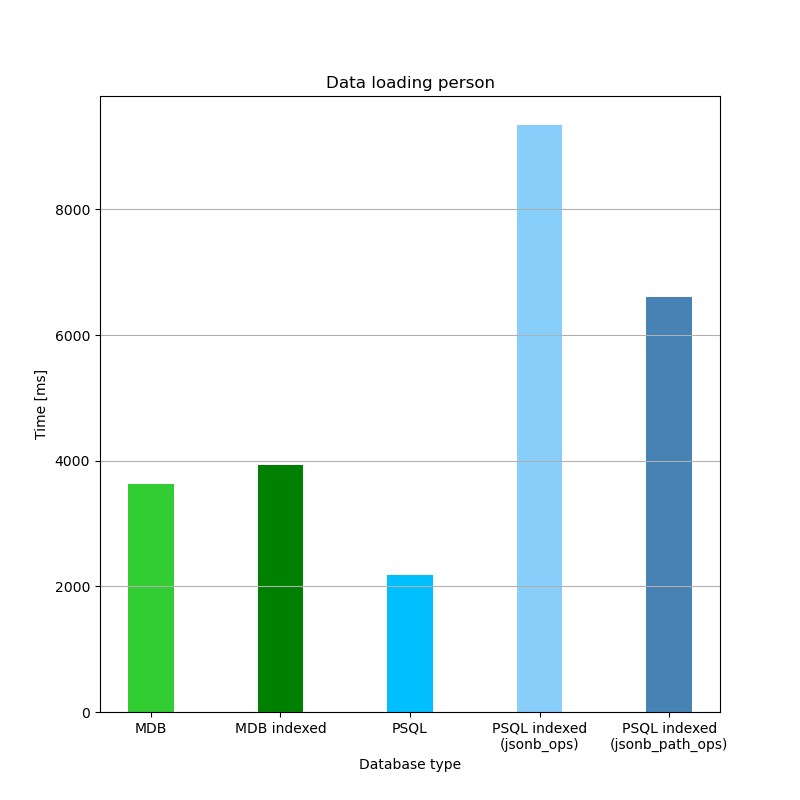 Data loading person
Time [ms]
8000
6000
4000
2000
0
MDB
MDB indexed
PSQL
PSQL indexed
(jsonb_ops)
PSQL indexed
(jsonb_path_ops)
Database type